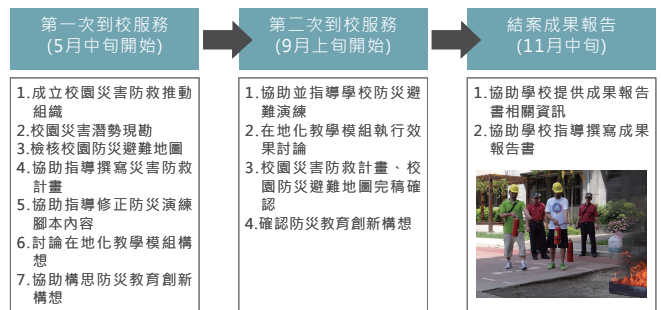 第一次到校服務
(5月中旬開始)
1.成立校園災害防救推動
組織
2.校園災害潛勢現勘
3.檢核校園防災避難地圖
4.協助指導撰寫災害防救
計畫
5.協助指導修正防災演練
腳本內容
6.討論在地化教學模組構
想
7.協助構思防災教育創新
構想
第二次到校服務
(9月上旬開始)
1.協助並指導學校防災避
難演練
2.在地化教學模組執行效
果討論
3.校園災害防救計畫、校
園防災避難地圖完稿確
認
4.確認防災教育創新構想
結案成果報告
(11月中旬)
1.協助學校提供成果報告
書相關資訊
2.協助學校指導撰寫成果
報告書